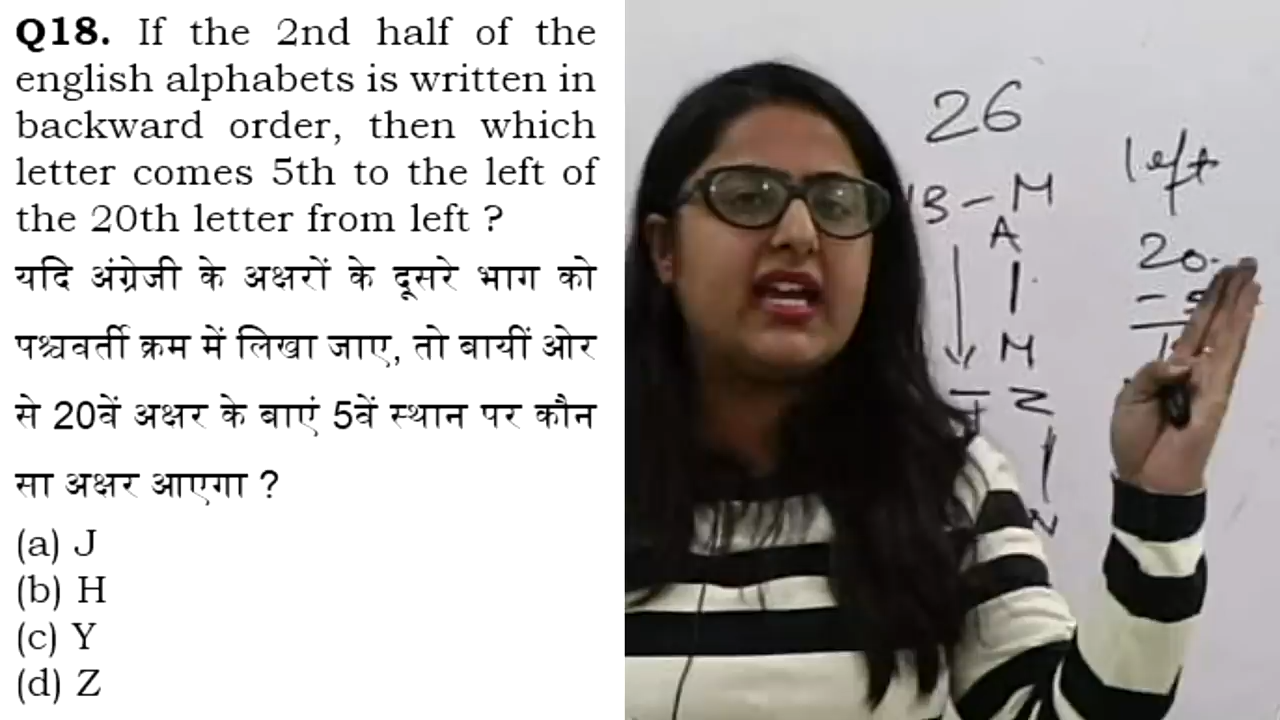 Q18. If the 2nd half of the
english alphabets is written in
backward order, then which
letter comes 5th to the left of
the 20th letter from left ?
यदि अंग्रेजी के अक्षरों के दूसरे भाग को
पश्चवर्ती क्रम में लिखा जाए, तो बायीं ओर
से 20वें अक्षर के बाएं 5वें स्थान पर कौन
सा अक्षर आएगा ?
(a) J
(b) H
(c) Y
(d) Z
26
13 - M
A
M
Z
N
left
20